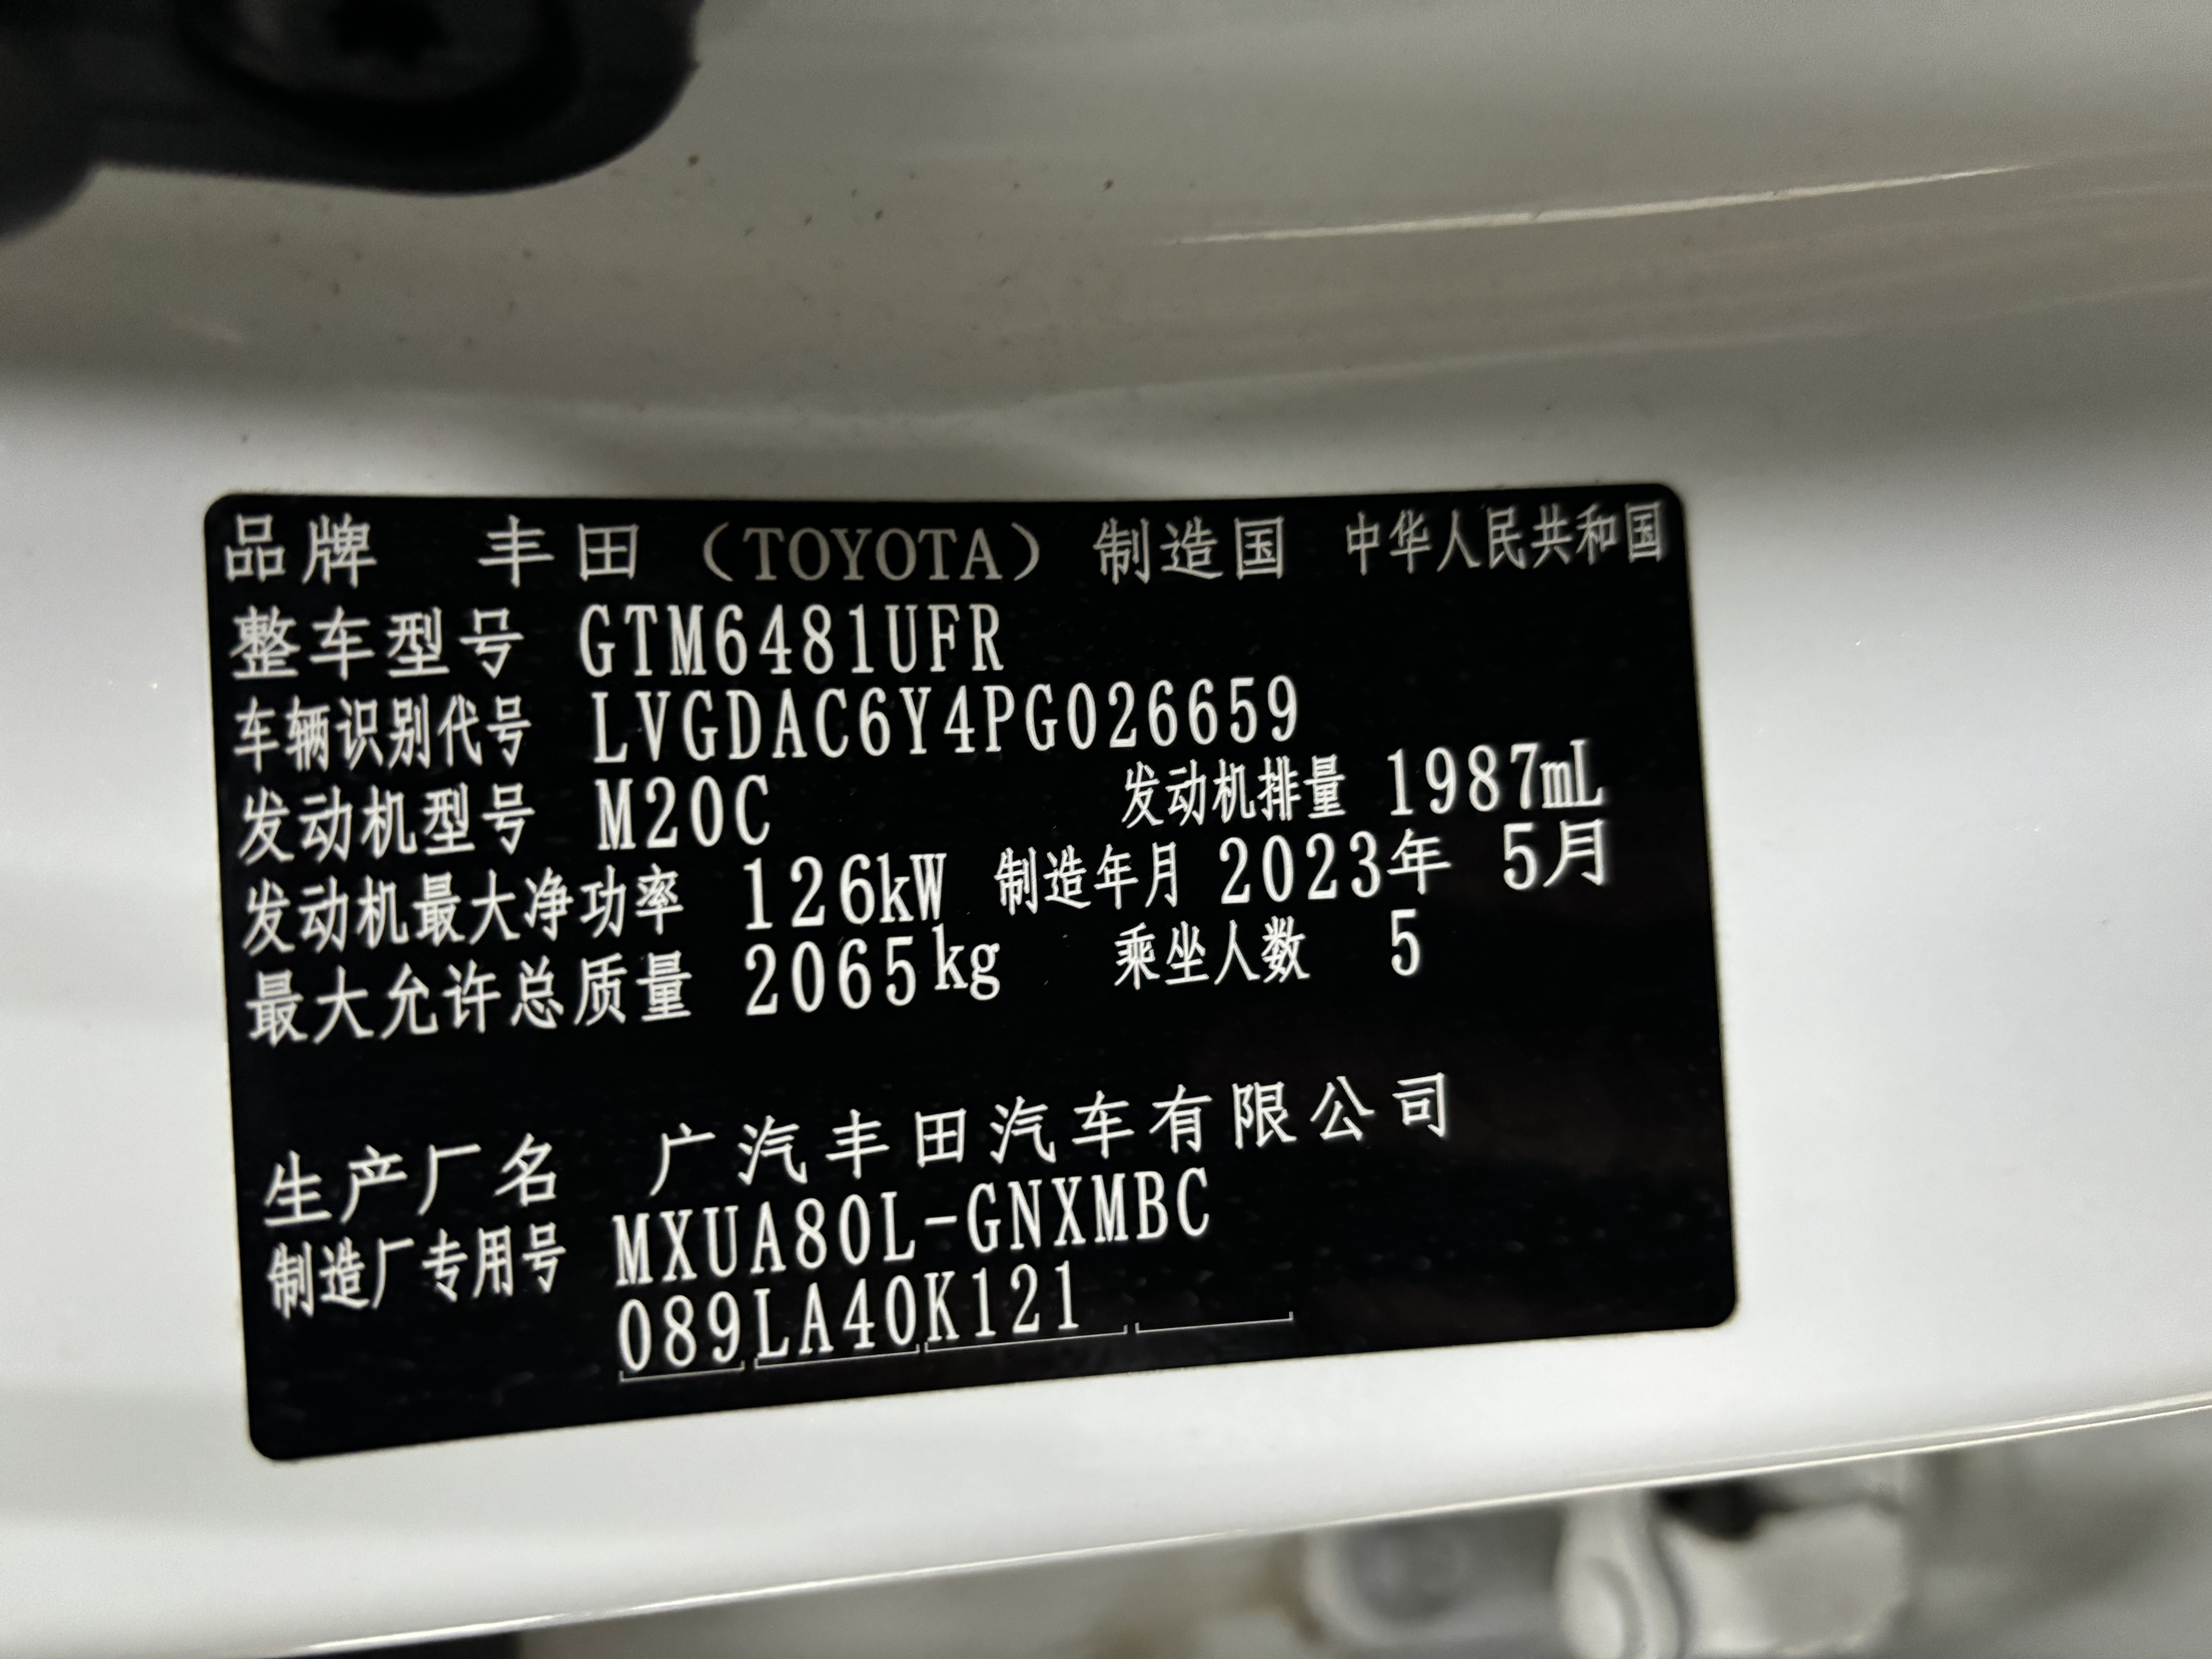 品牌 丰田（TOYOTA） 制造国 中华人民共和国
整车型号 GTM6481UFR
车辆识别代号 LVGDAC6Y4PG026659
发动机型号 M20C 发动机排量 1987mL
发动机最大净功率 126kW 制造年月 2023年 5月
最大允许总质量 2065kg 乘坐人数 5
生产厂名 广汽丰田汽车有限公司
制造厂专用号 MXUA80L-GNXMBC
089LA40K121